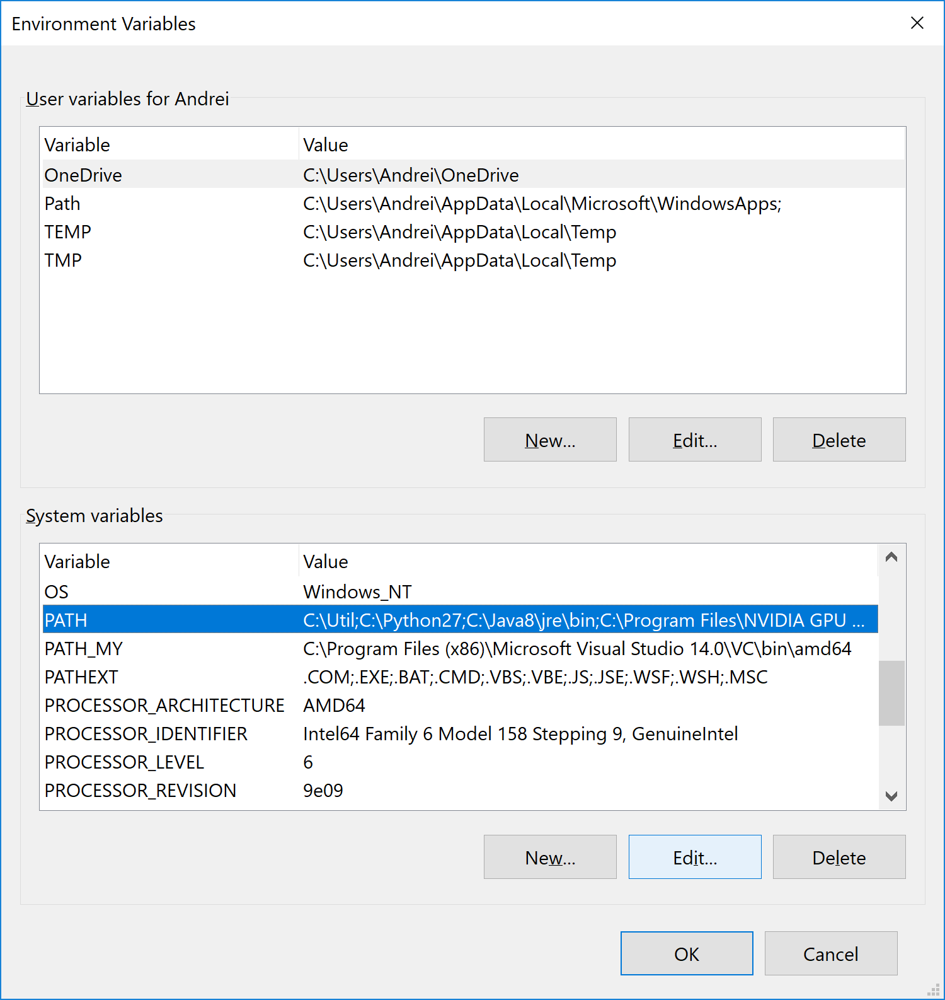 Environment Variables
User variables for Andrei
Variable Value
OneDrive C:\Users\Andrei\OneDrive
Path C:\Users\Andrei\AppData\Local\Microsoft\WindowsApps;
TEMP C:\Users\Andrei\AppData\Local\Temp
TMP C:\Users\Andrei\AppData\Local\Temp
New... Edit... Delete
System variables
Variable Value
OS Windows_NT
PATH C:\Util;C:\Python27;C:\Java8\jre\bin;C:\Program Files\NVIDIA GPU ...
PATH_MY C:\Program Files (x86)\Microsoft Visual Studio 14.0\VC\bin\amd64
PATHEXT .COM;.EXE;.BAT;.CMD;.VBS;.VBE;.JS;.JSE;.WSF;.WSH;.MSC
PROCESSOR_ARCHITECTURE AMD64
PROCESSOR_IDENTIFIER Intel64 Family 6 Model 158 Stepping 9, GenuineIntel
PROCESSOR_LEVEL 6
PROCESSOR_REVISION 9e09
New... Edit... Delete
OK Cancel